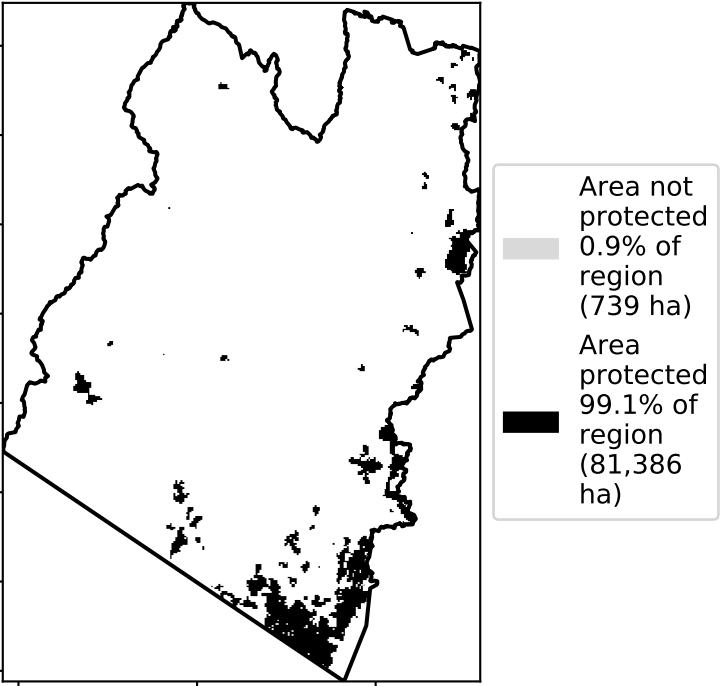 Area not
protected
0.9% of
region
(739 ha)
Area
protected
99.1% of
region
(81,386
ha)